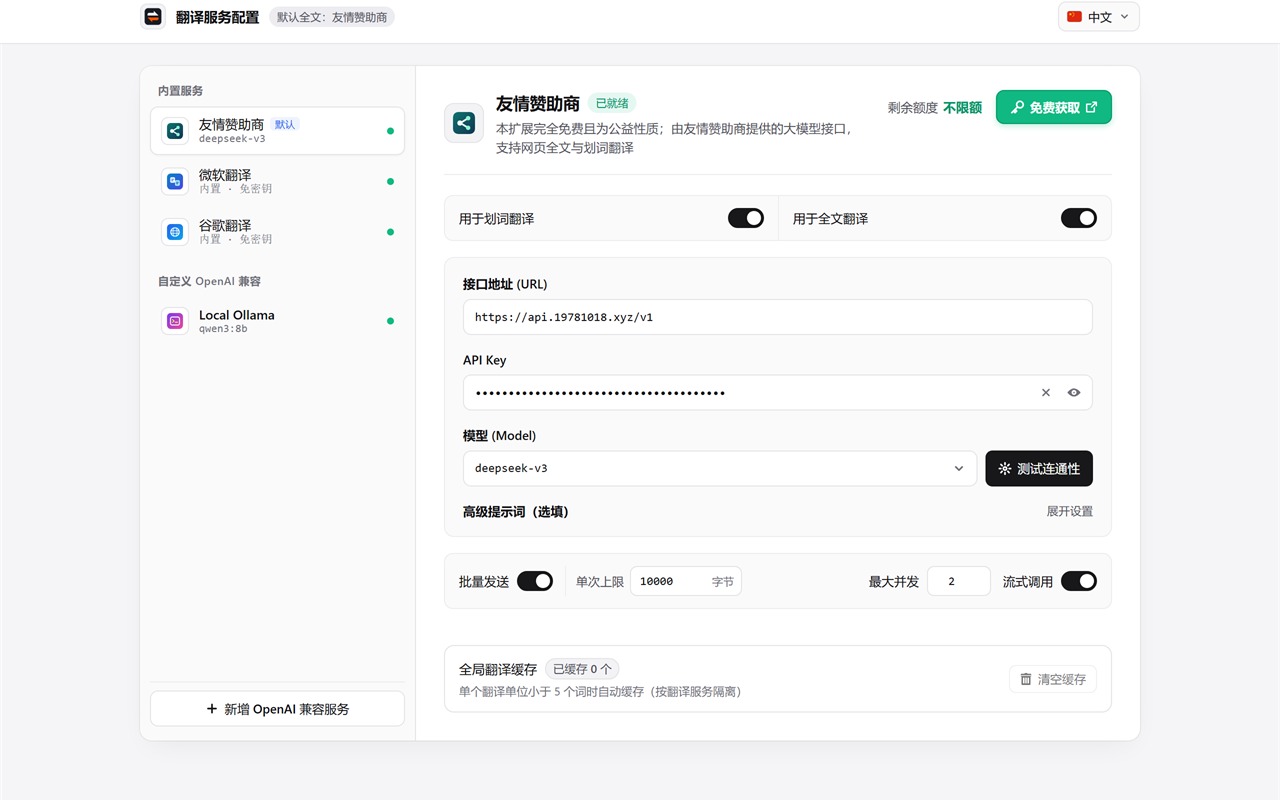 翻译服务配置
默认全文：友情赞助商
中文
内置服务
友情赞助商 默认
deepseek-v3
微软翻译
内置 · 免密钥
谷歌翻译
内置 · 免密钥
自定义 OpenAI 兼容
Local Ollama
qwen3:8b
+ 新增 OpenAI 兼容服务
友情赞助商 已就绪
本扩展完全免费且为公益性质；由友情赞助商提供的大模型接口，
支持网页全文与划词翻译
剩余额度 不限额
免费获取
用于划词翻译
用于全文翻译
接口地址 (URL)
https://api.19781018.xyz/v1
API Key
模型 (Model)
deepseek-v3
测试连通性
高级提示词（选填）
展开设置
批量发送
单次上限 10000 字节
最大并发 2
流式调用
全局翻译缓存 已缓存 0 个
单个翻译单位小于 5 个词时自动缓存（按翻译服务隔离）
清空缓存